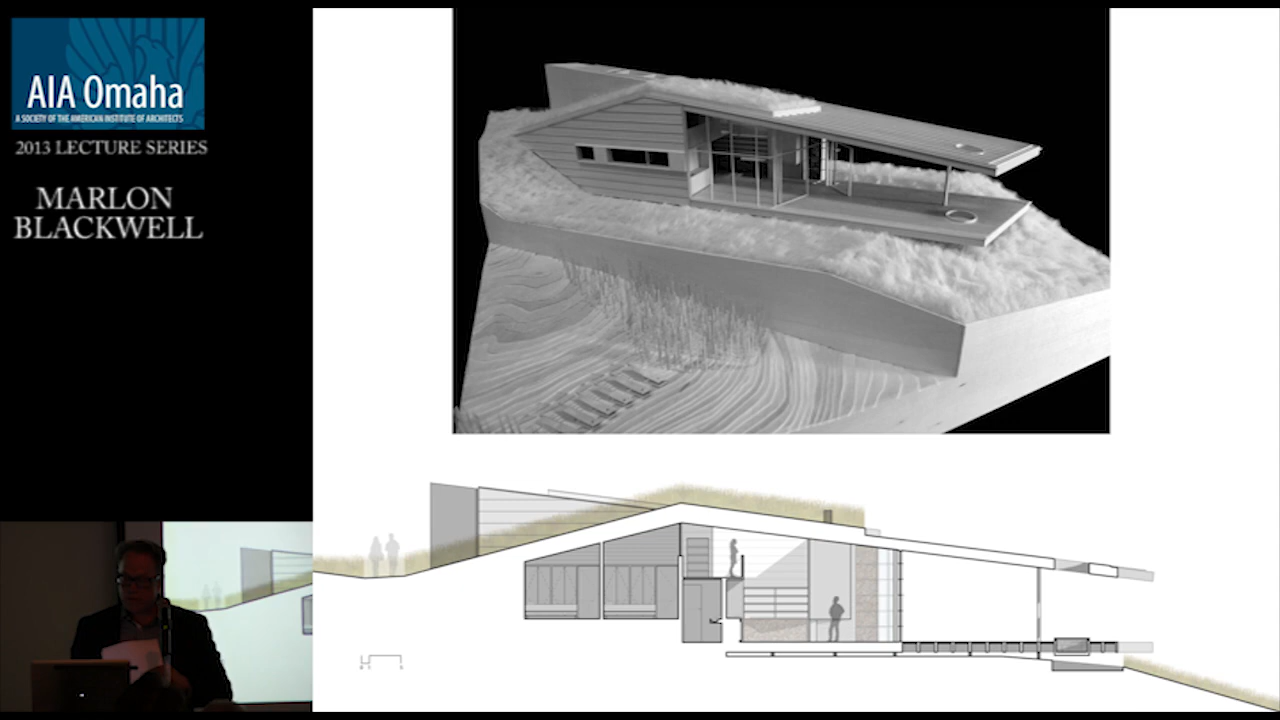 AIA Omaha
A SOCIETY OF THE AMERICAN INSTITUTE OF ARCHITECTS
2013 LECTURE SERIES
MARLON
BLACKWELL